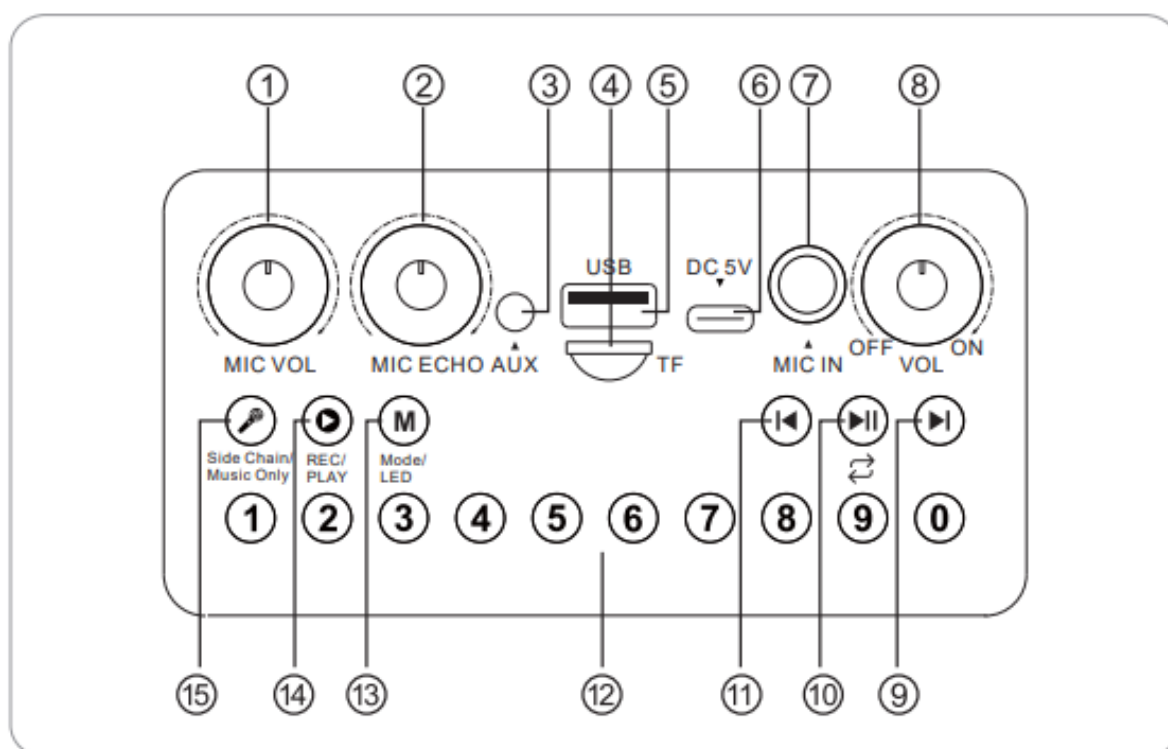 ① ② ③ ④ ⑤ ⑥ ⑦ ⑧
USB DC 5V
OFF ON
MIC VOL MIC ECHO AUX TF MIC IN VOL
M
Side Chain/ REC/ Mode/
Music Only PLAY LED
1 2 3 4 5 6 7 8 9 0
⑮ ⑭ ⑬ ⑫ ⑪ ⑩ ⑨